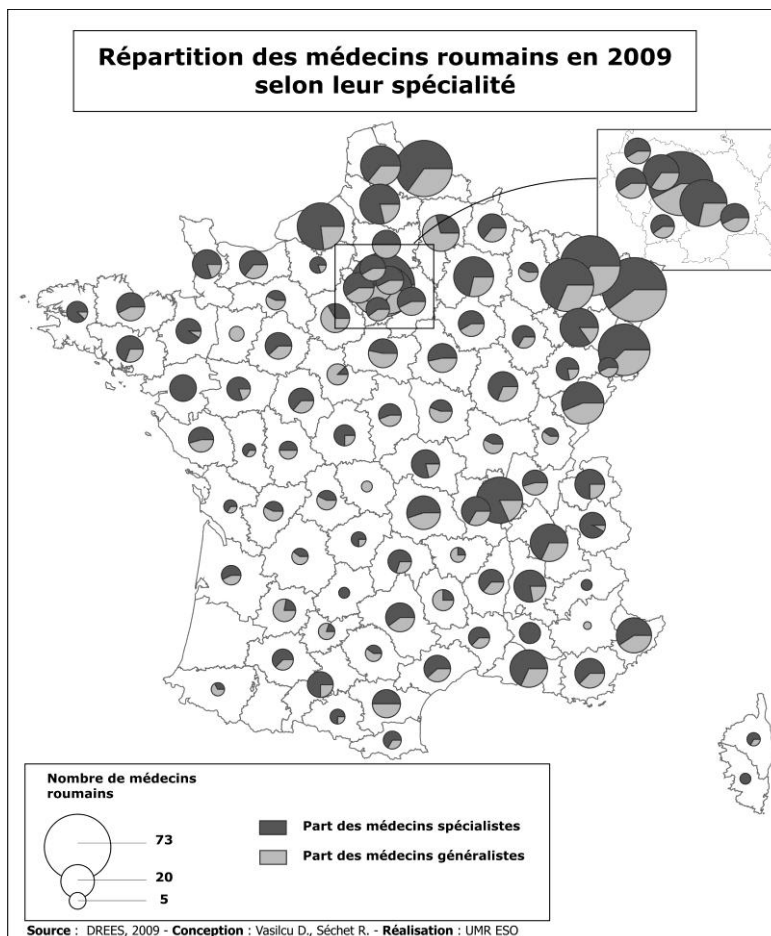 Répartition des médecins roumains en 2009
selon leur spécialité
Nombre de médecins
roumains
73
20
5
Part des médecins spécialistes
Part des médecins généralistes
Source : DREES, 2009 - Conception : Vasilcu D., Séchet R. - Réalisation : UMR ESO